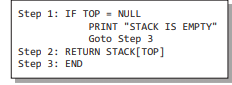 Step 1: IF TOP = NULL
PRINT "STACK IS EMPTY"
Goto Step 3
Step 2: RETURN STACK[TOP]
Step 3: END